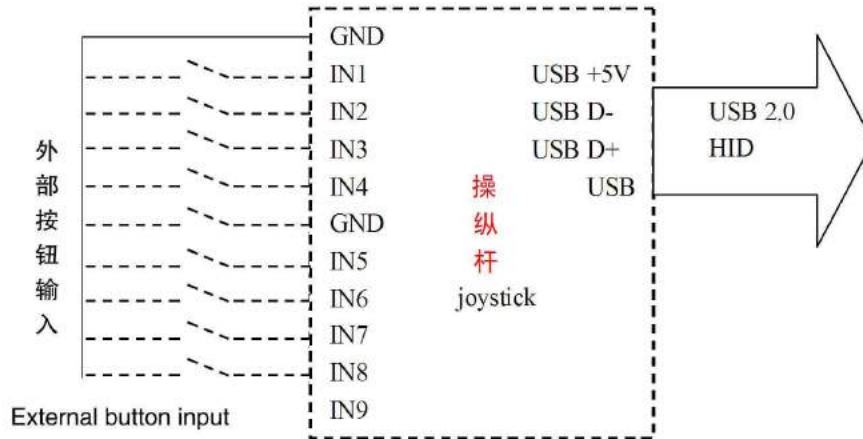 GND
IN1
IN2
IN3
IN4
GND
IN5
IN6
IN7
IN8
IN9
外部按钮输入
External button input
操纵杆
joystick
USB +5V
USB D-
USB D+
USB
USB 2.0
HID